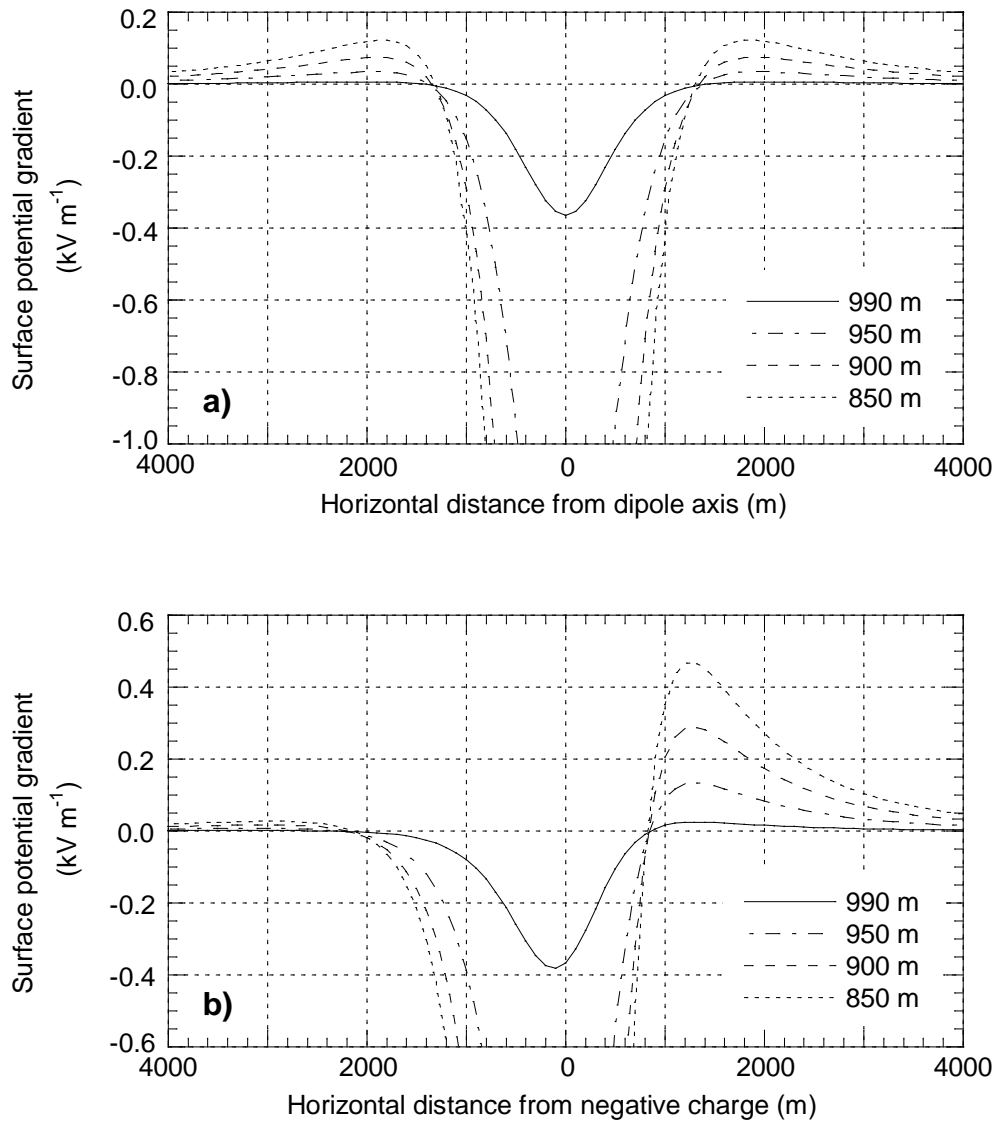 0.2
0.0
-0.2
-0.4
-0.6
-0.8
-1.0
Surface potential gradient
(kV m-1)
990 m
950 m
900 m
850 m
a)
4000 2000 0 2000 4000
Horizontal distance from dipole axis (m)
0.6
0.4
0.2
0.0
-0.2
-0.4
-0.6
Surface potential gradient
(kV m-1)
990 m
950 m
900 m
850 m
b)
4000 2000 0 2000 4000
Horizontal distance from negative charge (m)